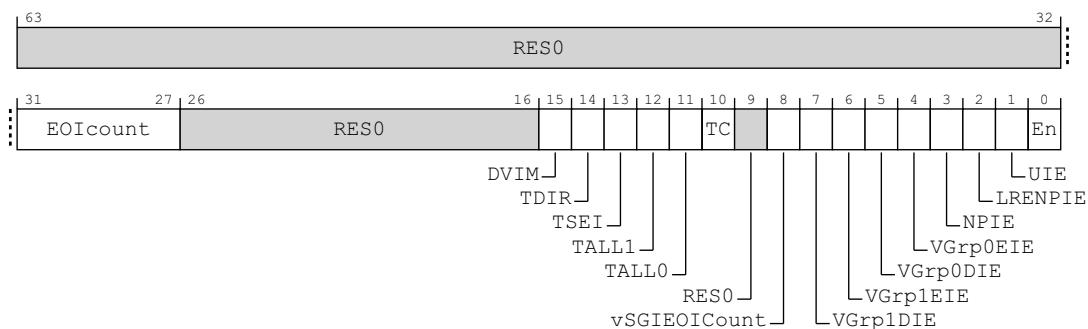 63 32
RES0
31 27 26 16 15 14 13 12 11 10 9 8 7 6 5 4 3 2 1 0
EOIcount RES0 TC En
DVIM UIE
TDIR LRENPIE
TSEI NPIE
TALL1 VGrp0EIE
TALL0 VGrp0DIE
RES0 VGrp1EIE
vSGIEOICount VGrp1DIE